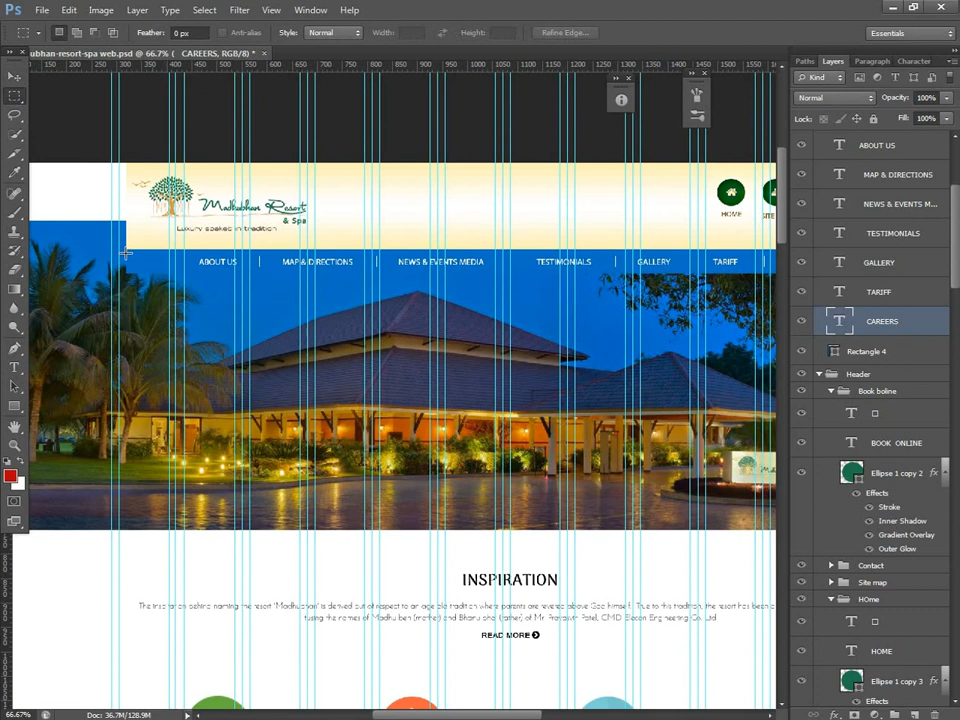 Ps File Edit Image Layer Type Select Filter Extract View Window Help
Feather: 0 px Anti-alias Style: Normal Width: Height: Refine Edge... Essentials
ubhan-resort-spa web.psd @ 66.7% ( CAREERS, RGB/8) *
Paths Layers Character Paragraph
Kind
Normal Opacity: 100%
Lock: Fill: 100%
Madhubhan Resort
& Spa
Luxury soaked in tradition
HOME
ABOUT US MAP & DIRECTIONS NEWS & EVENTS MEDIA TESTIMONIALS GALLERY TARIFF
INSPIRATION
READ MORE
ABOUT US
MAP & DIRECTIONS
NEWS & EVENTS M...
TESTIMONIALS
GALLERY
TARIFF
CAREERS
Rectangle 4
Header
Book boline
BOOK ONLINE
Ellipse 1 copy 2 fx
Effects
Stroke
Inner Shadow
Gradient Overlay
Outer Glow
Contact
Site map
HOme
HOME
Ellipse 1 copy 3 fx
Effects
66.67% Doc: 36.7M/128.9M